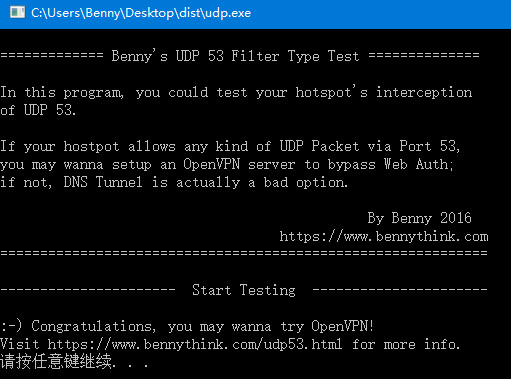 C:\Users\Benny\Desktop\dist\udp.exe
============= Benny's UDP 53 Filter Type Test ==============
In this program, you could test your hotspot's interception
of UDP 53.
If your hostpot allows any kind of UDP Packet via Port 53,
you may wanna setup an OpenVPN server to bypass Web Auth;
if not, DNS Tunnel is actually a bad option.
By Benny 2016
https://www.bennythink.com
=============================================================
---------------------- Start Testing ----------------------
:-) Congratulations, you may wanna try OpenVPN!
Visit https://www.bennythink.com/udp53.html for more info.
请按任意键继续. . .